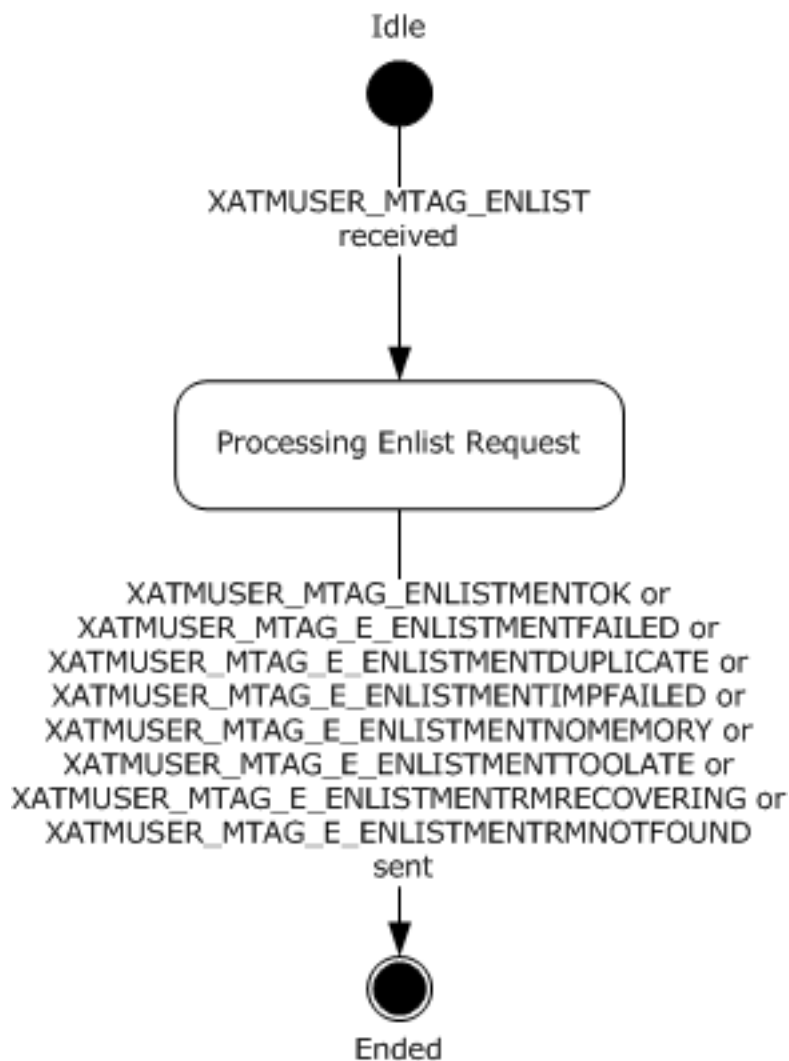 Idle
XATMUSER_MTAG_ENLIST
received
Processing Enlist Request
XATMUSER_MTAG_ENLISTMENTOK or
XATMUSER_MTAG_E_ENLISTMENTFAILED or
XATMUSER_MTAG_E_ENLISTMENTDUPLICATE or
XATMUSER_MTAG_E_ENLISTMENTIMPFAILED or
XATMUSER_MTAG_E_ENLISTMENTNOMEMORY or
XATMUSER_MTAG_E_ENLISTMENTTOOLATE or
XATMUSER_MTAG_E_ENLISTMENTRMRECOVERING or
XATMUSER_MTAG_E_ENLISTMENTRMNOTFOUND
sent
Ended